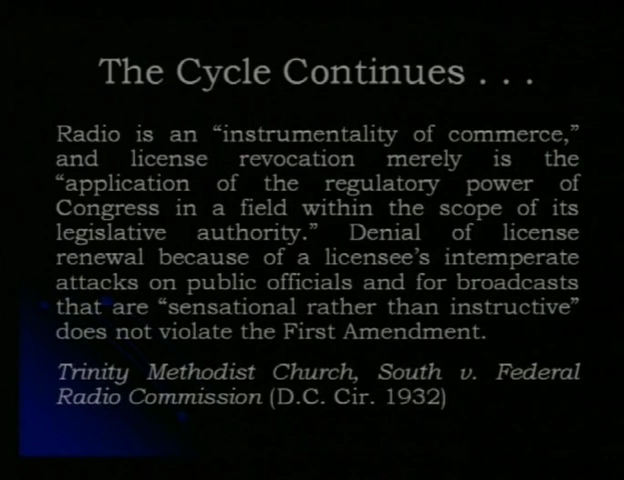 The Cycle Continues . . .
Radio is an “instrumentality of commerce,”
and license revocation merely is the
“application of the regulatory power of
Congress in a field within the scope of its
legislative authority.” Denial of license
renewal because of a licensee’s intemperate
attacks on public officials and for broadcasts
that are “sensational rather than instructive”
does not violate the First Amendment.
Trinity Methodist Church, South v. Federal
Radio Commission (D.C. Cir. 1932)